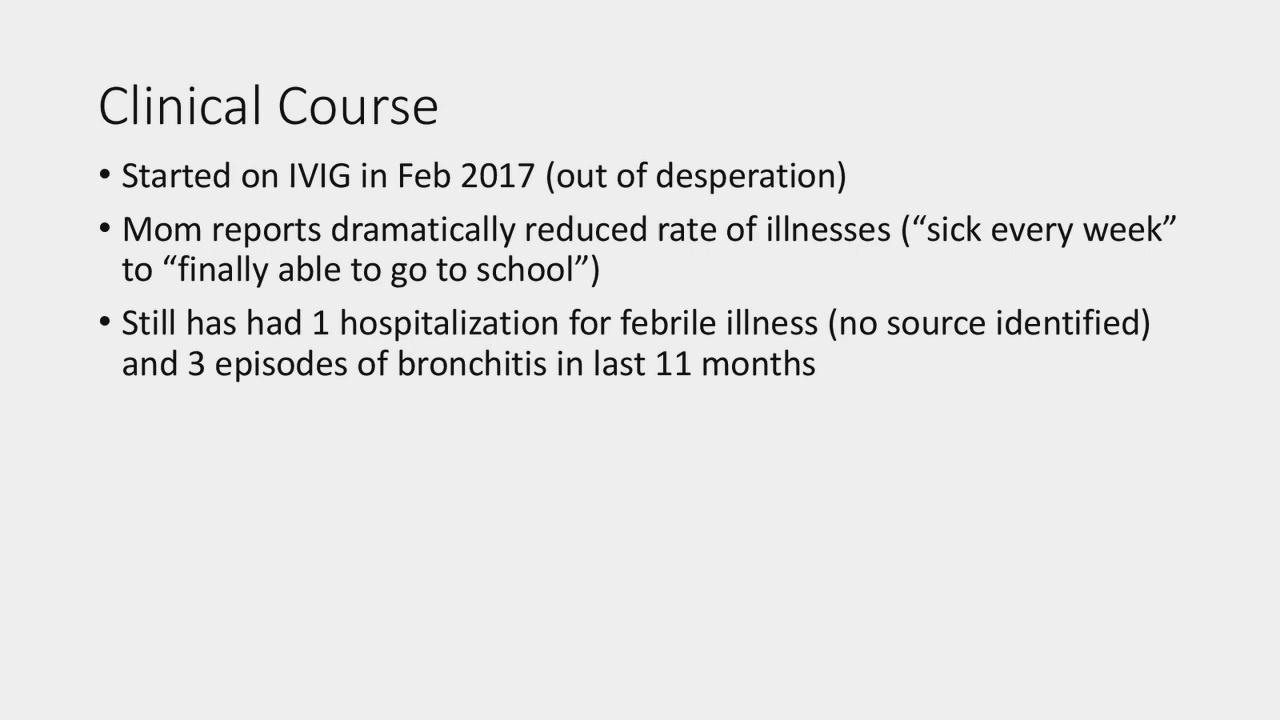 Clinical Course
• Started on IVIG in Feb 2017 (out of desperation)
• Mom reports dramatically reduced rate of illnesses (“sick every week”
to “finally able to go to school”)
• Still has had 1 hospitalization for febrile illness (no source identified)
and 3 episodes of bronchitis in last 11 months